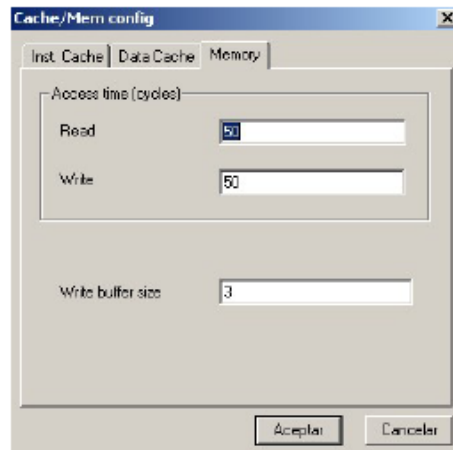 Cache/Mem config
Inst. Cache Data Cache Memory
Access time (cycles)
Read 50
Write 50
Write buffer size 3
Aceptar Cancelar